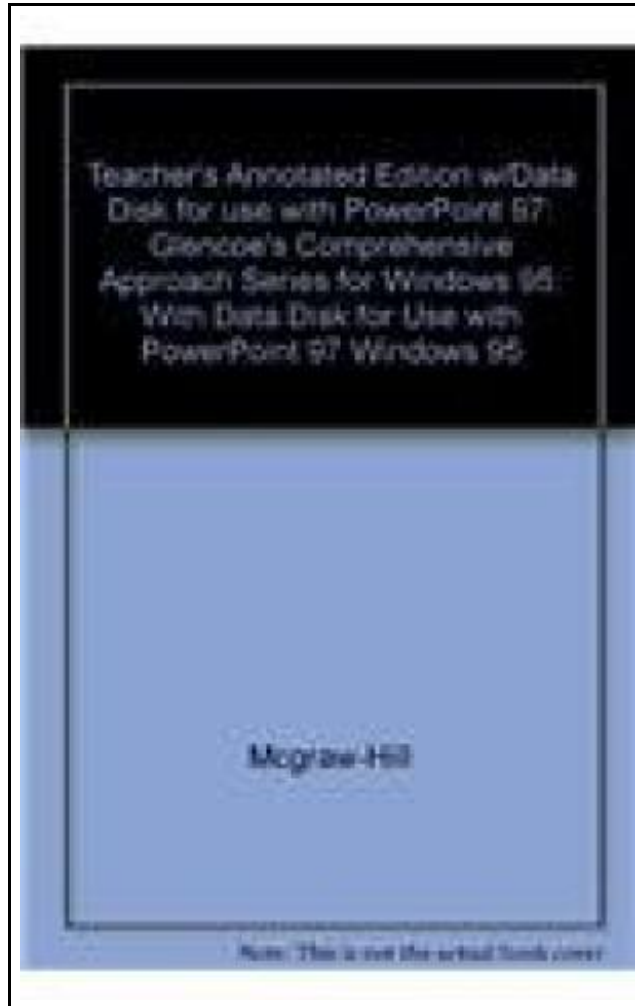 Teacher's Annotated Edition w/Data
Disk for use with PowerPoint 97:
Glencoe's Comprehensive
Approach Series for Windows 95:
With Data Disk for Use with
PowerPoint 97 Windows 95
Mcgraw-Hill
Note: This is not the actual book cover